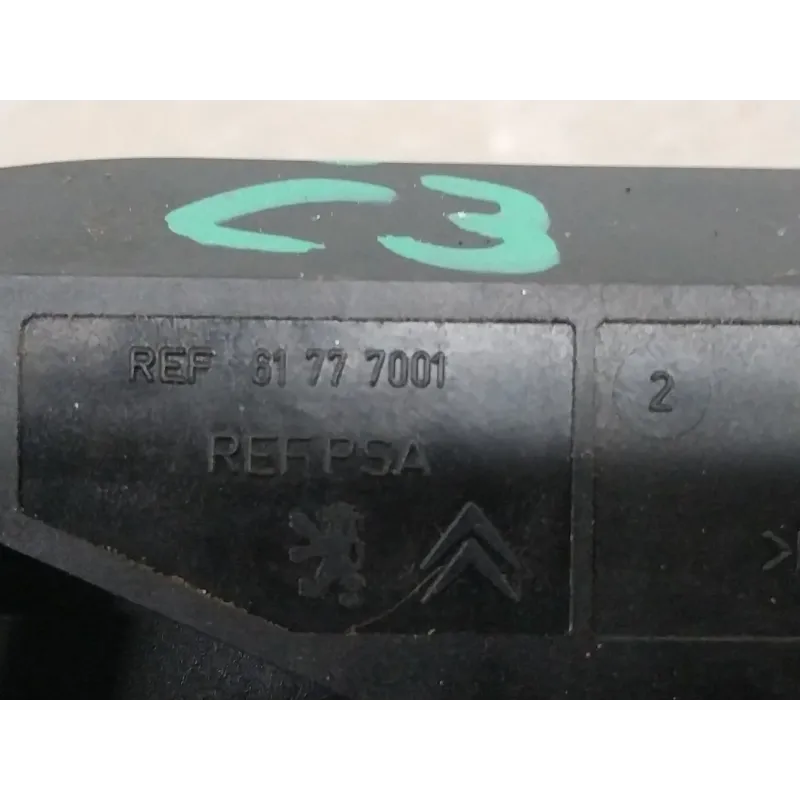 C3
REF 61 77 7001
2
REF PSA
>